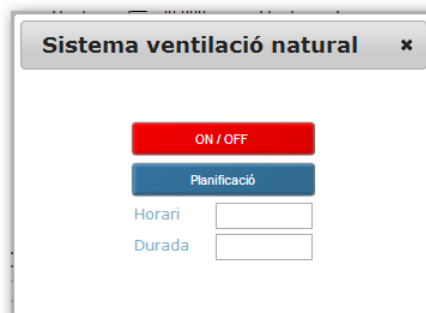 Sistema ventilació natural ×
ON / OFF
Planificació
Horari
Durada